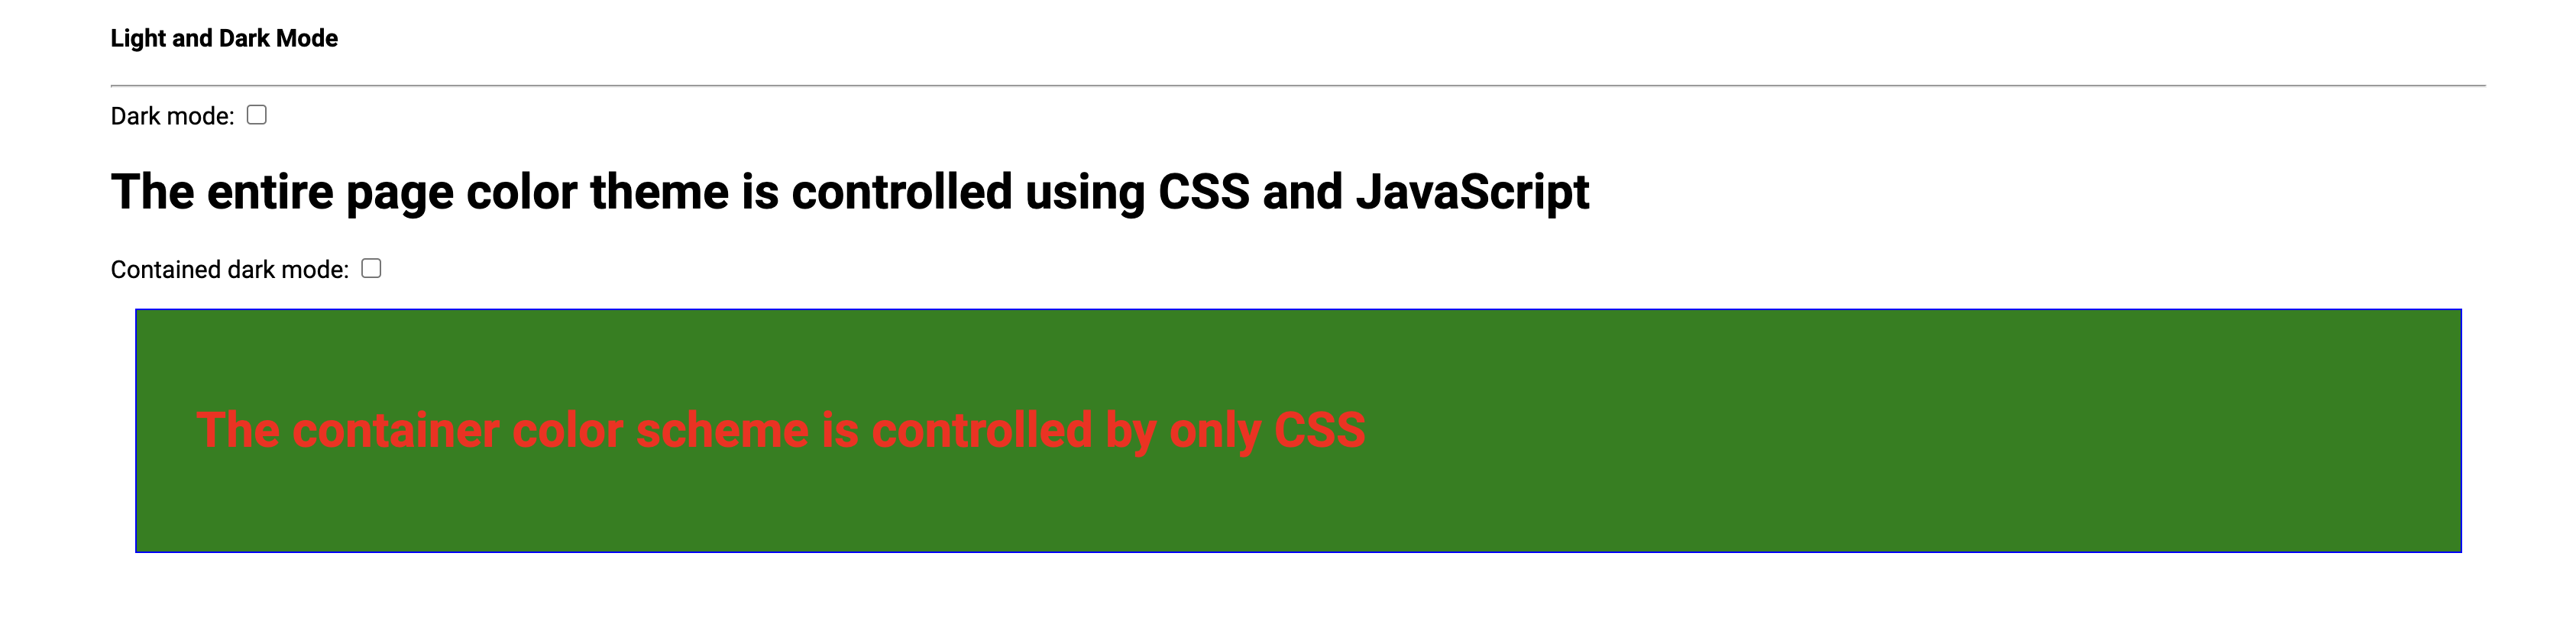 Light and Dark Mode
Dark mode:
The entire page color theme is controlled using CSS and JavaScript
Contained dark mode:
The container color scheme is controlled by only CSS